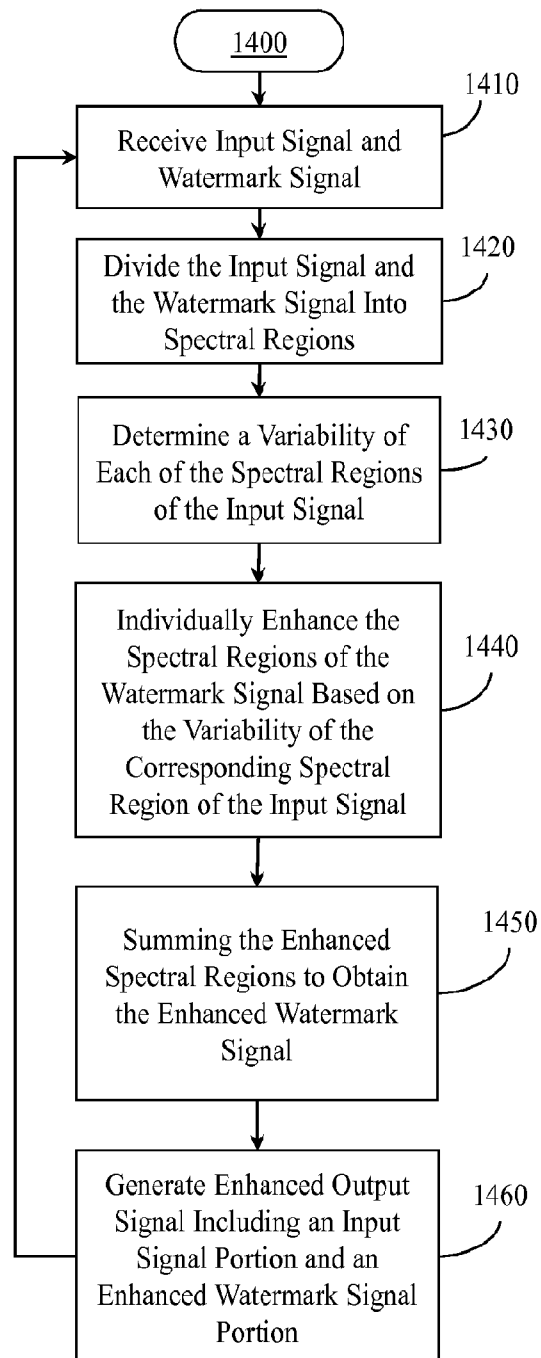 1400
1410
Receive Input Signal and
Watermark Signal
1420
Divide the Input Signal and
the Watermark Signal Into
Spectral Regions
1430
Determine a Variability of
Each of the Spectral Regions
of the Input Signal
1440
Individually Enhance the
Spectral Regions of the
Watermark Signal Based on
the Variability of the
Corresponding Spectral
Region of the Input Signal
1450
Summing the Enhanced
Spectral Regions to Obtain
the Enhanced Watermark
Signal
1460
Generate Enhanced Output
Signal Including an Input
Signal Portion and an
Enhanced Watermark Signal
Portion